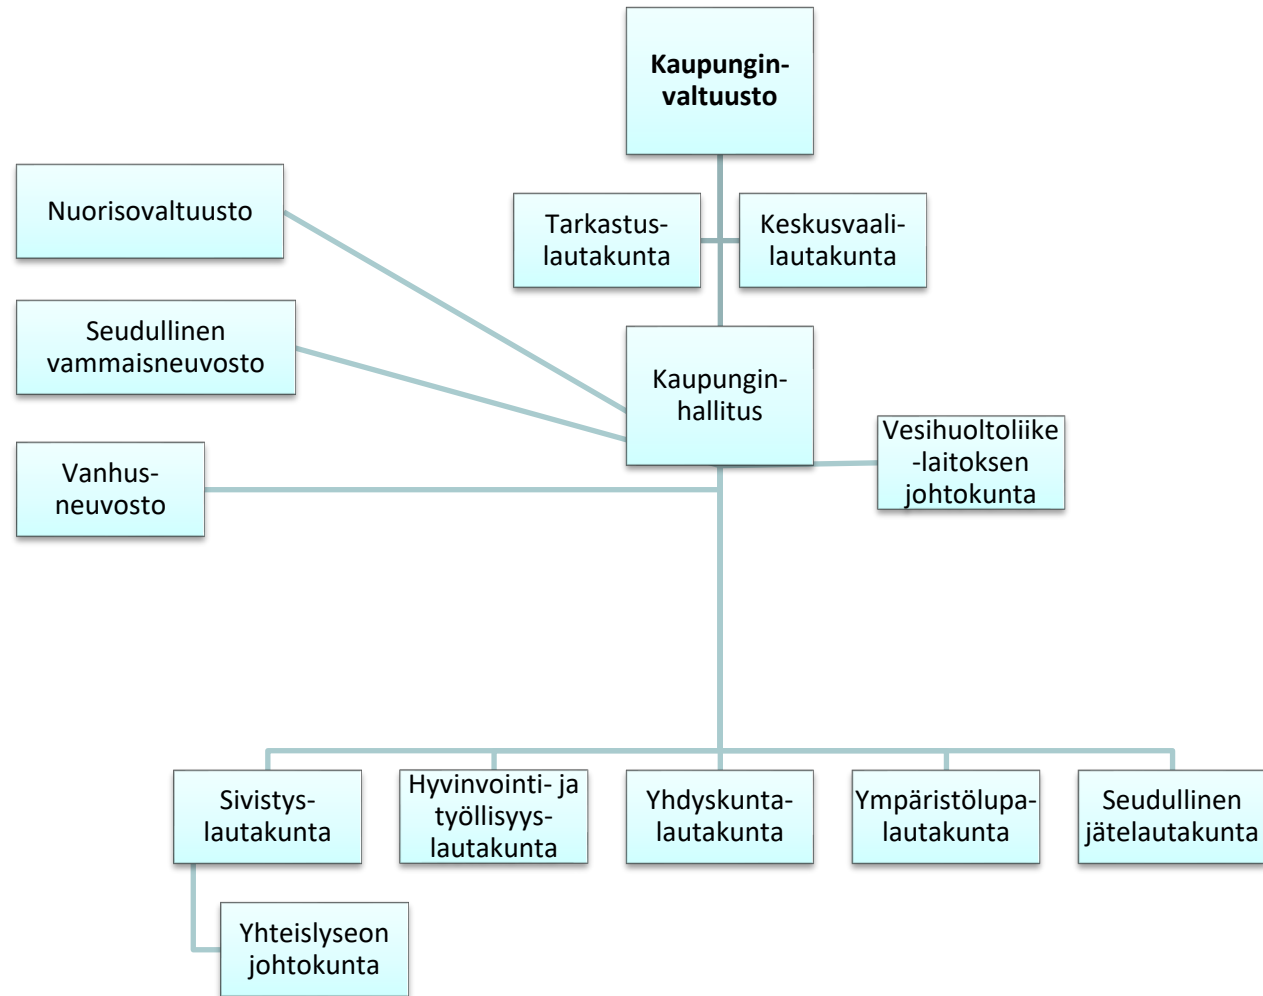 Kaupungin-
valtuusto
Nuorisovaltuusto
Tarkastus-
lautakunta
Keskusvaali-
lautakunta
Seudullinen
vammaisneuvosto
Kaupungin-
hallitus
Vesihuoltoliike
-laitoksen
johtokunta
Vanhus-
neuvosto
Sivistys-
lautakunta
Hyvinvointi- ja
työllisyys-
lautakunta
Yhdyskunta-
lautakunta
Ympäristölupa-
lautakunta
Seudullinen
jätelautakunta
Yhteislyseon
johtokunta